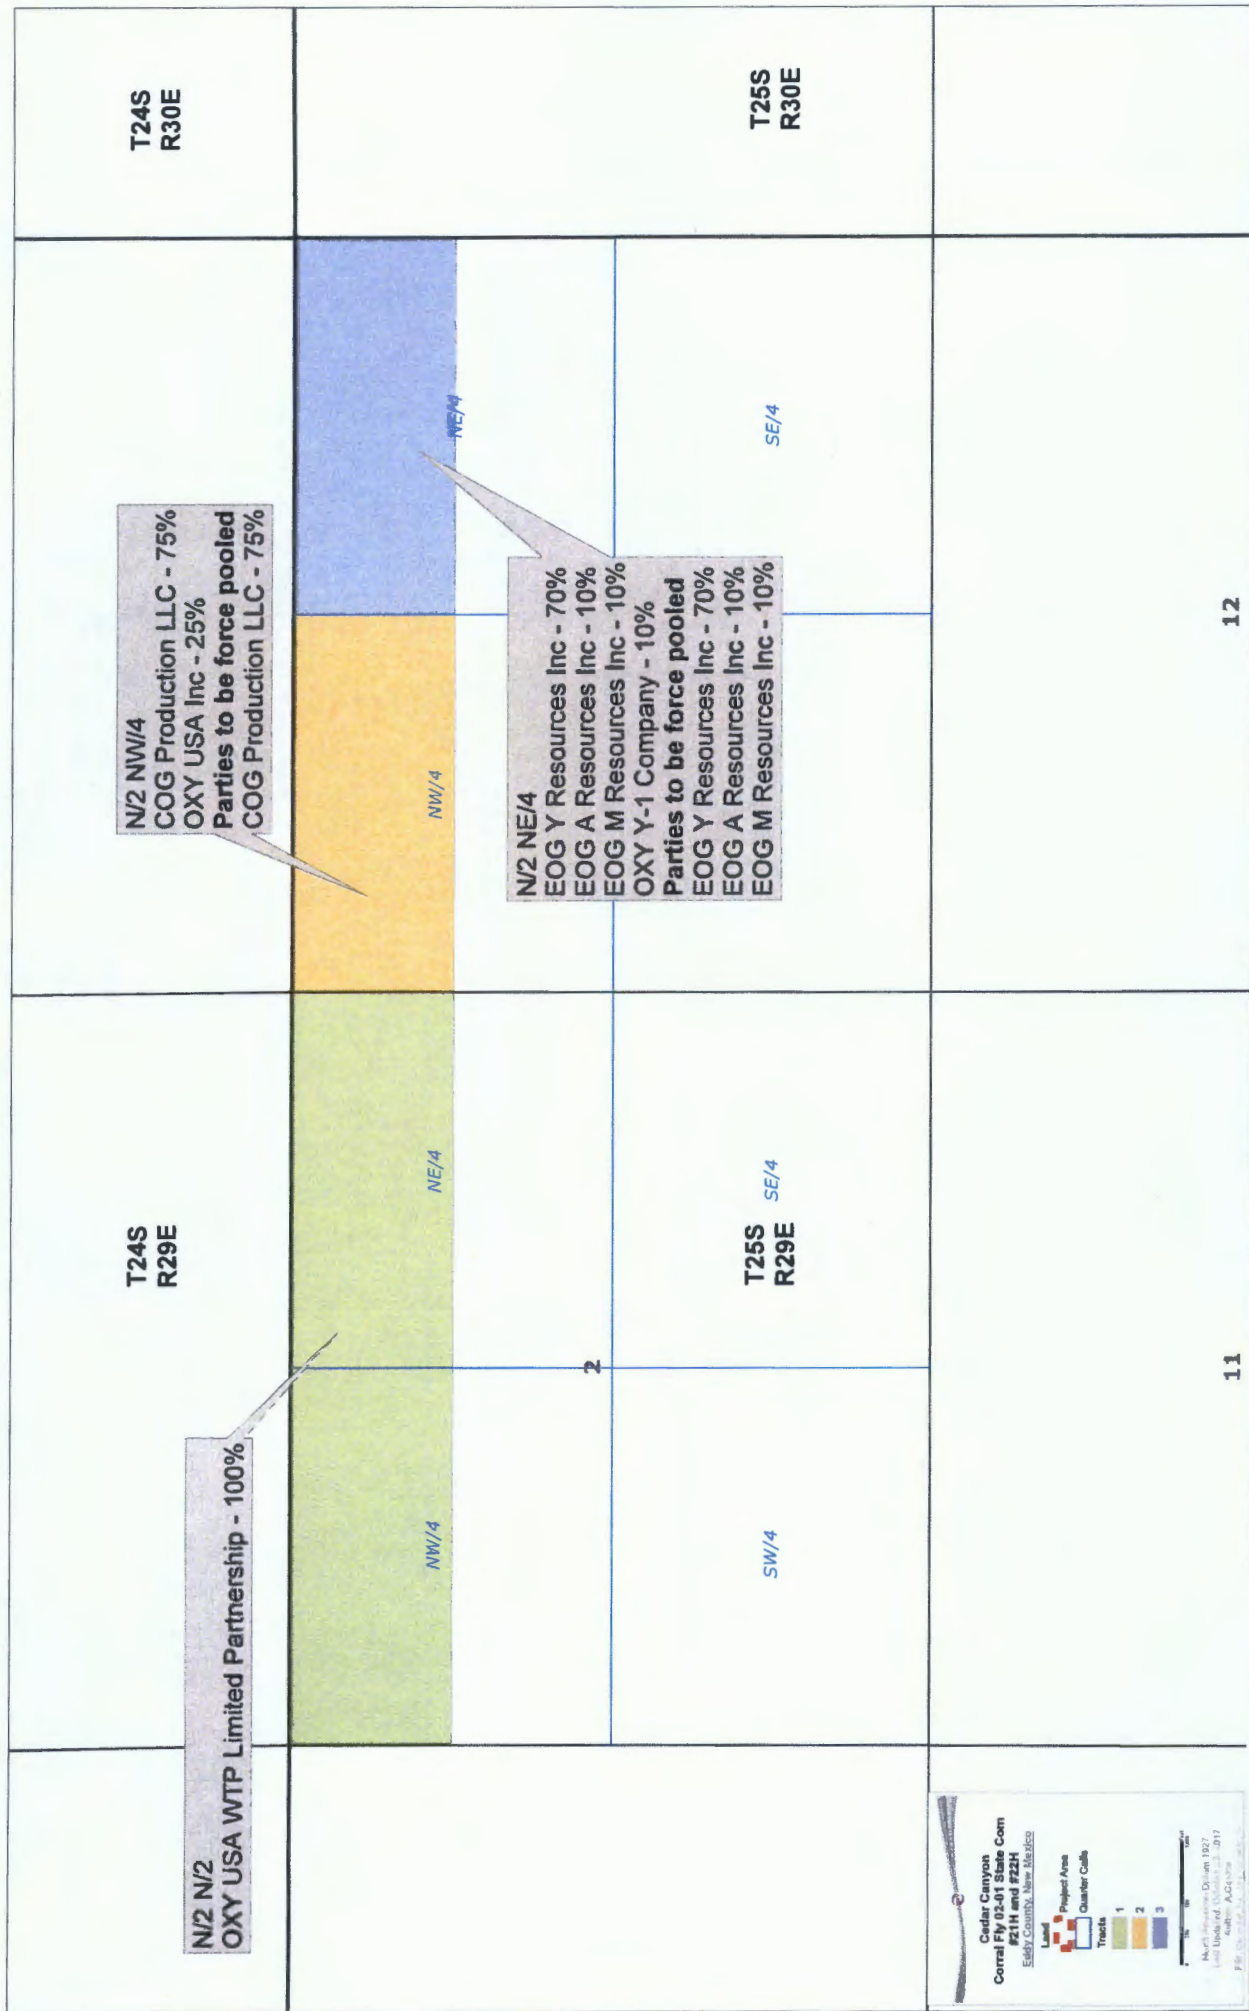 T24S
R29E
T24S
R30E
N/2 N/2
OXY USA WTP Limited Partnership - 100%
N/2 NW/4
COG Production LLC - 75%
OXY USA Inc - 25%
Parties to be force pooled
COG Production LLC - 75%
NW/4
NE/4
NW/4
NE/4
N/2 NE/4
EOG Y Resources Inc - 70%
EOG A Resources Inc - 10%
EOG M Resources Inc - 10%
OXY Y-1 Company - 10%
Parties to be force pooled
EOG Y Resources Inc - 70%
EOG A Resources Inc - 10%
EOG M Resources Inc - 10%
2
SW/4
T25S
R29E
SE/4
SE/4
T25S
R30E
Cedar Canyon
Corral Fly 02-01 State Com
#21H and #22H
Eddy County, New Mexico
Land
Project Area
Quarter Calls
Tracts
1
2
3
North American Datum 1927
11
12